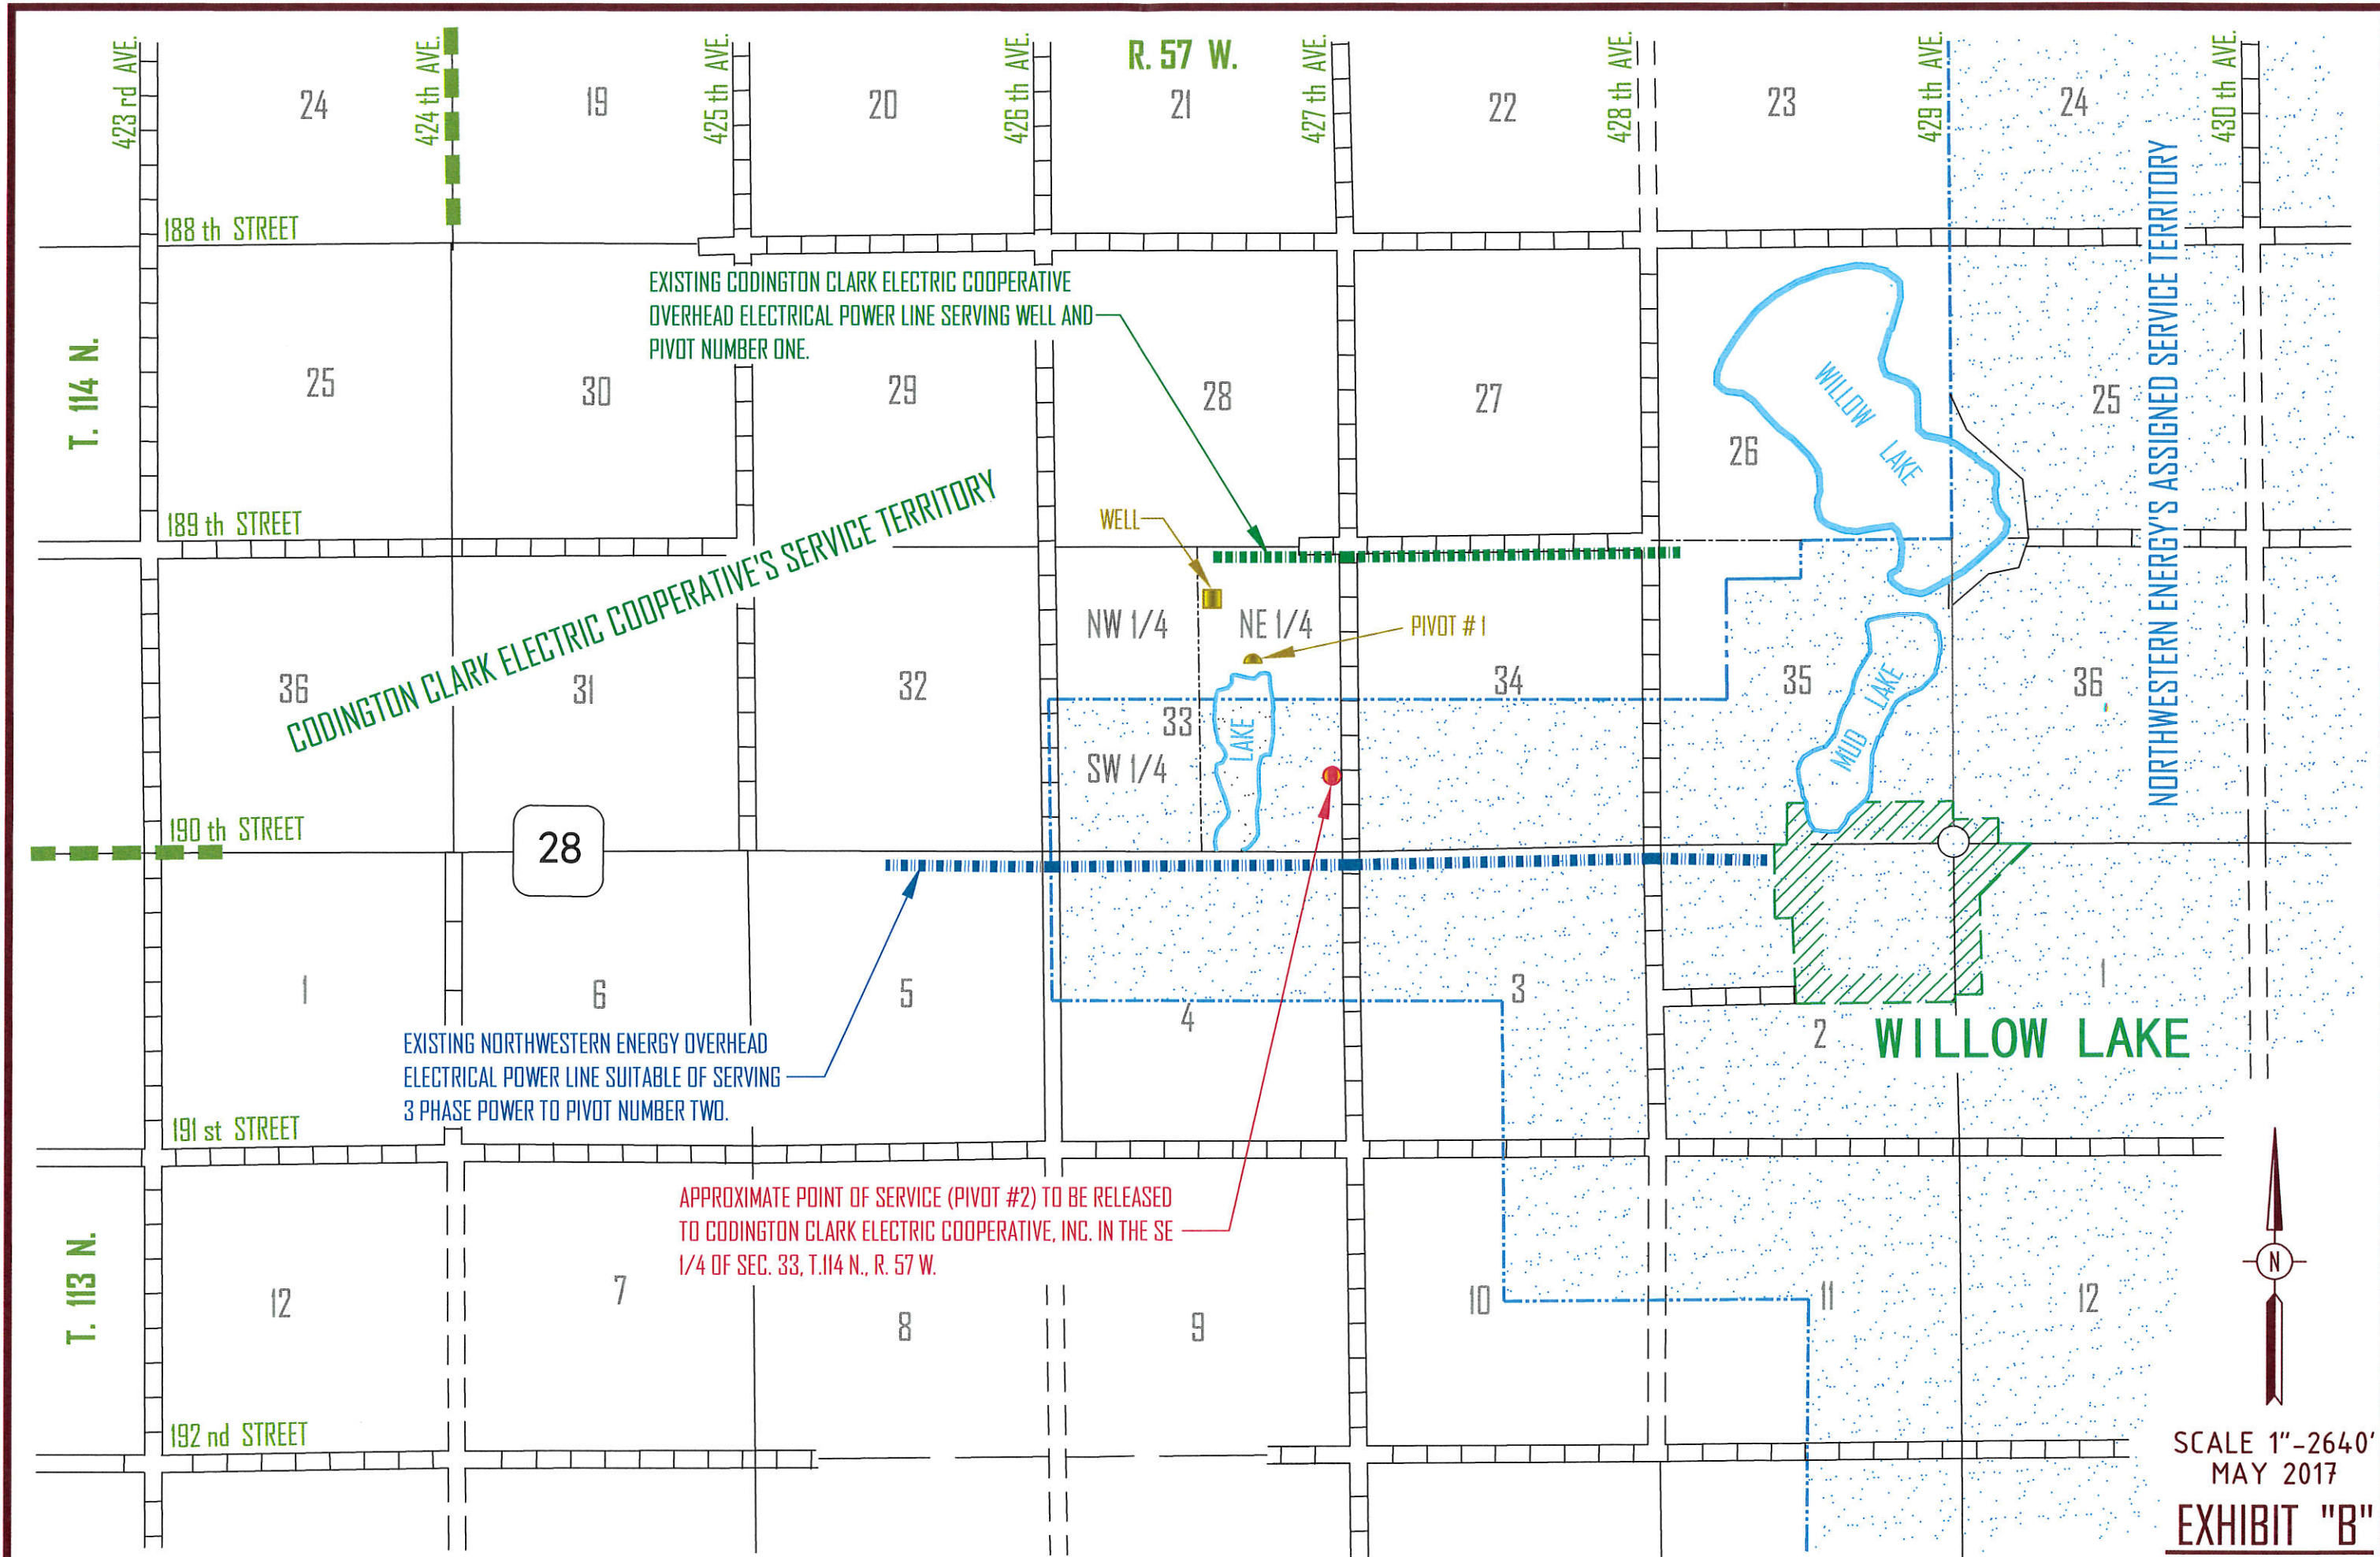 423 rd AVE.
424 th AVE.
425 th AVE.
426 th AVE.
R. 57 W.
427 th AVE.
428 th AVE.
429 th AVE.
430 th AVE.
24
19
20
21
22
23
24
188 th STREET
EXISTING CODINGTON CLARK ELECTRIC COOPERATIVE
OVERHEAD ELECTRICAL POWER LINE SERVING WELL AND
PIVOT NUMBER ONE.
T. 114 N.
25
30
29
28
27
26
WILLOW
LAKE
25
NORTHWESTERN ENERGY'S ASSIGNED SERVICE TERRITORY
189 th STREET
CODINGTON CLARK ELECTRIC COOPERATIVE'S SERVICE TERRITORY
WELL
NW 1/4
NE 1/4
PIVOT # 1
36
31
32
33
SW 1/4
LAKE
34
35
MUD LAKE
36
190 th STREET
28
1
6
5
4
3
2
1
WILLOW LAKE
EXISTING NORTHWESTERN ENERGY OVERHEAD
ELECTRICAL POWER LINE SUITABLE OF SERVING
3 PHASE POWER TO PIVOT NUMBER TWO.
191 st STREET
APPROXIMATE POINT OF SERVICE (PIVOT #2) TO BE RELEASED
TO CODINGTON CLARK ELECTRIC COOPERATIVE, INC. IN THE SE
1/4 OF SEC. 33, T.114 N., R. 57 W.
T. 113 N.
12
7
8
9
10
11
12
N
192 nd STREET
SCALE 1"-2640'
MAY 2017
EXHIBIT "B"